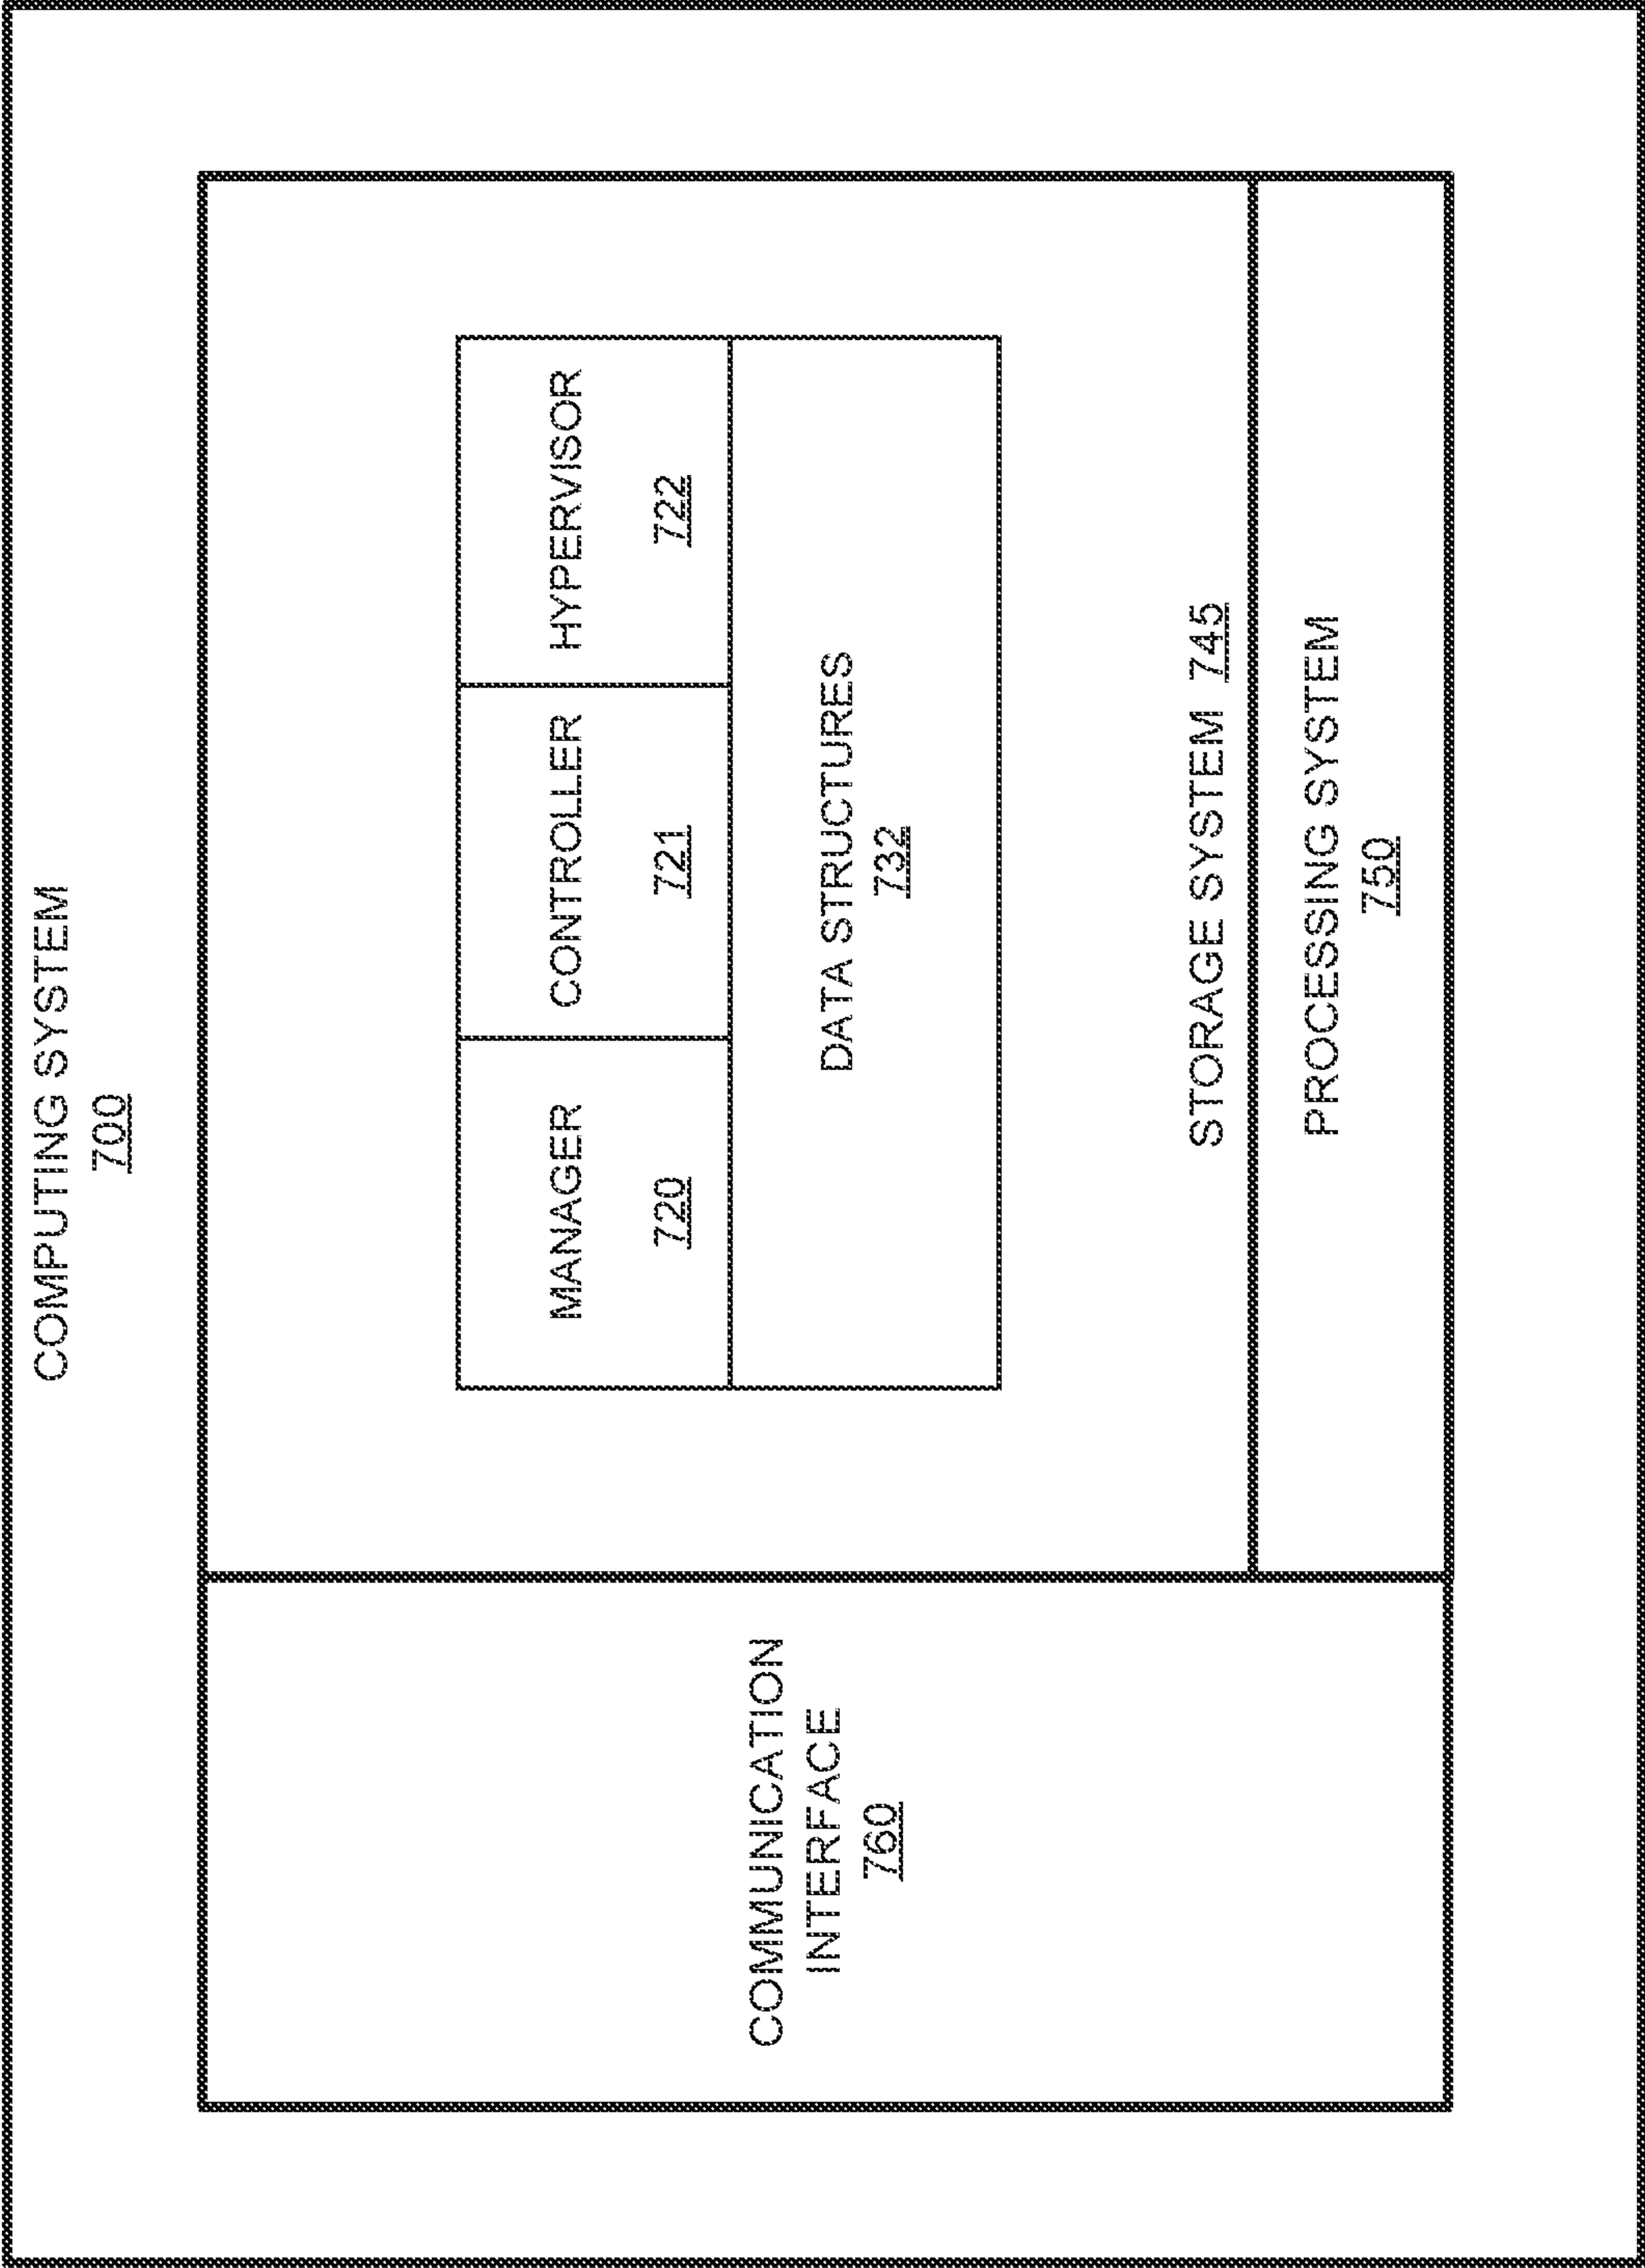 COMPUTING SYSTEM
700
COMMUNICATION
INTERFACE
760
MANAGER
720
CONTROLLER
721
HYPERVISOR
722
DATA STRUCTURES
732
STORAGE SYSTEM 745
PROCESSING SYSTEM
750